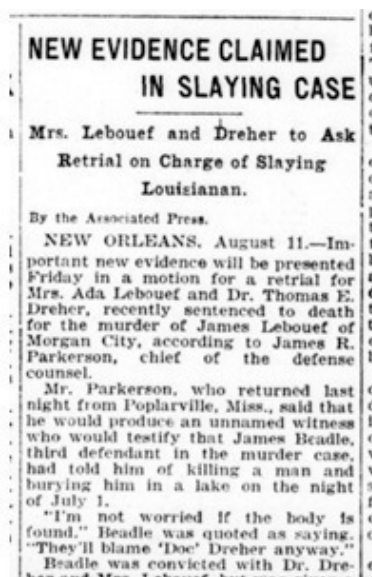 NEW EVIDENCE CLAIMED
IN SLAYING CASE
Mrs. Lebouef and Dreher to Ask
Retrial on Charge of Slaying
Louisianan.
By the Associated Press.
NEW ORLEANS, August 11.—Im-
portant new evidence will be presented
Friday in a motion for a retrial for
Mrs. Ada Lebouef and Dr. Thomas E.
Dreher, recently sentenced to death
for the murder of James Lebouef of
Morgan City, according to James R.
Parkerson, chief of the defense
counsel.
Mr. Parkerson, who returned last
night from Poplarville, Miss., said that
he would produce an unnamed witness
who would testify that James Beadle,
third defendant in the murder case,
had told him of killing a man and
burying him in a lake on the night
of July 1.
"I'm not worried if the body is
found." Beadle was quoted as saying.
"They'll blame 'Doc' Dreher anyway."
Beadle was convicted with Dr. Dre-
her and Mrs. Lebouef, but